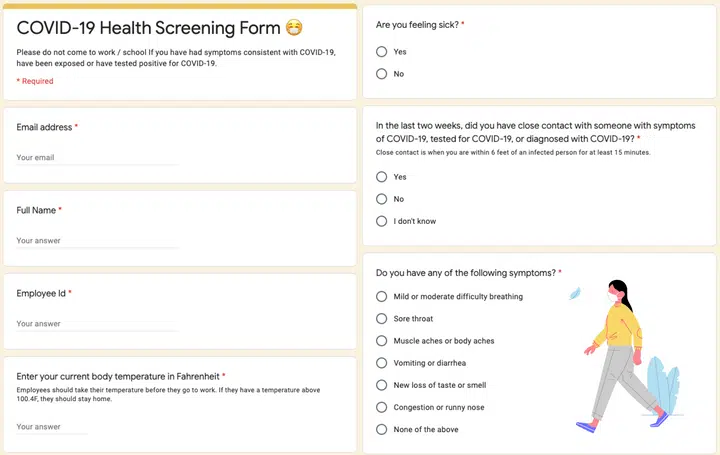 COVID-19 Health Screening Form 😷
Please do not come to work / school If you have had symptoms consistent with COVID-19,
have been exposed or have tested positive for COVID-19.
* Required
Email address *
Your email
Full Name *
Your answer
Employee Id *
Your answer
Enter your current body temperature in Fahrenheit *
Employees should take their temperature before they go to work. If they have a temperature above
100.4F, they should stay home.
Your answer
Are you feeling sick? *
Yes
No
In the last two weeks, did you have close contact with someone with symptoms
of COVID-19, tested for COVID-19, or diagnosed with COVID-19? *
Close contact is when you are within 6 feet of an infected person for at least 15 minutes.
Yes
No
I don't know
Do you have any of the following symptoms? *
Mild or moderate difficulty breathing
Sore throat
Muscle aches or body aches
Vomiting or diarrhea
New loss of taste or smell
Congestion or runny nose
None of the above